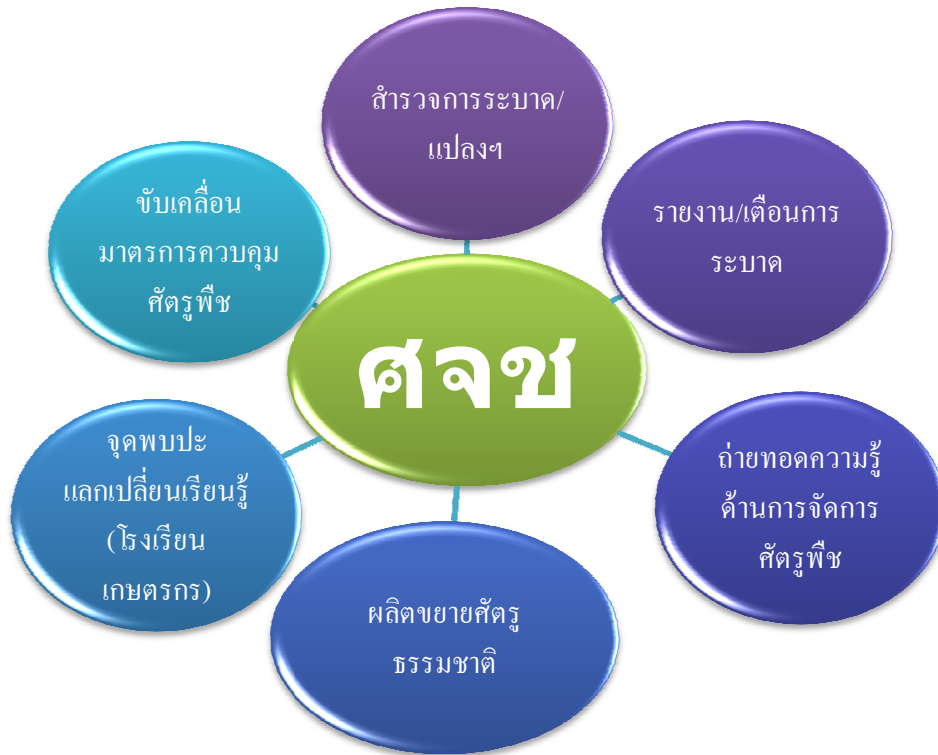 สำรวจการระบาด/
แปลงฯ
รายงาน/เตือนการ
ระบาด
ถ่ายทอดความรู้
ด้านการจัดการ
ศัตรูพืช
ผลิตขยายศัตรู
ธรรมชาติ
จุดพบปะ
แลกเปลี่ยนเรียนรู้
(โรงเรียน
เกษตรกร)
ขับเคลื่อน
มาตรการควบคุม
ศัตรูพืช
ศจช